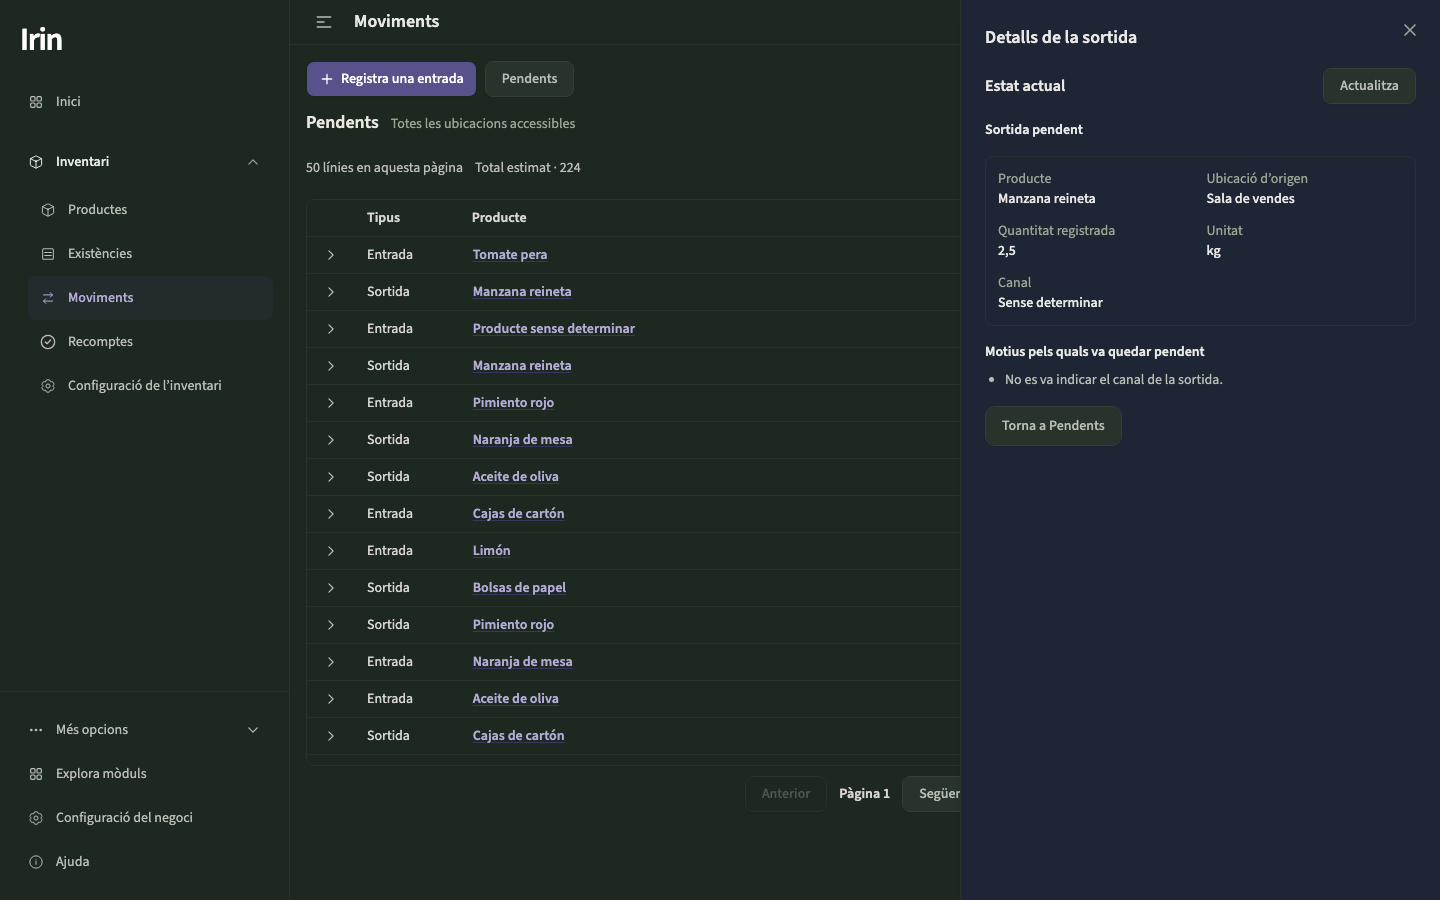 Irin
Inici
Inventari
Productes
Existències
Moviments
Recomptes
Configuració de l’inventari
Més opcions
Explora mòduls
Configuració del negoci
Ajuda
Moviments
Registra una entrada
Pendents
Pendents Totes les ubicacions accessibles
50 línies en aquesta pàgina Total estimat · 224
Tipus Producte
Entrada Tomate pera
Sortida Manzana reineta
Entrada Producte sense determinar
Sortida Manzana reineta
Entrada Pimiento rojo
Sortida Naranja de mesa
Sortida Aceite de oliva
Entrada Cajas de cartón
Entrada Limón
Sortida Bolsas de papel
Sortida Pimiento rojo
Entrada Naranja de mesa
Entrada Aceite de oliva
Sortida Cajas de cartón
Anterior Pàgina 1
Detalls de la sortida
Estat actual Actualitza
Sortida pendent
Producte Ubicació d’origen
Manzana reineta Sala de vendes
Quantitat registrada Unitat
2,5 kg
Canal
Sense determinar
Motius pels quals va quedar pendent
No es va indicar el canal de la sortida.
Torna a Pendents